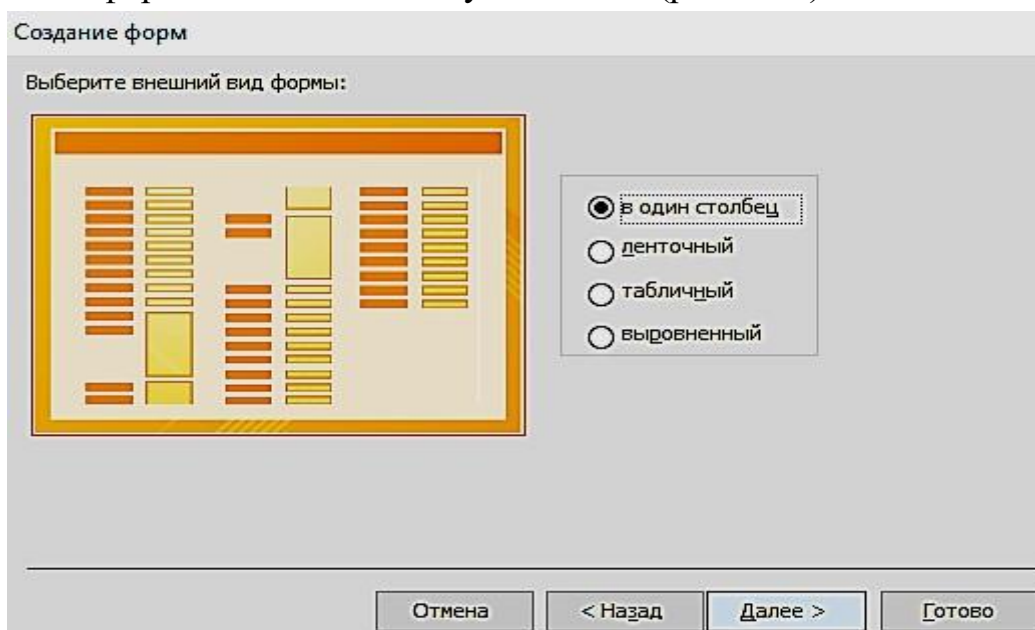 Создание форм
Выберите внешний вид формы:
в один столбец
ленточный
табличный
выровненный
Отмена
< Назад
Далее >
Готово